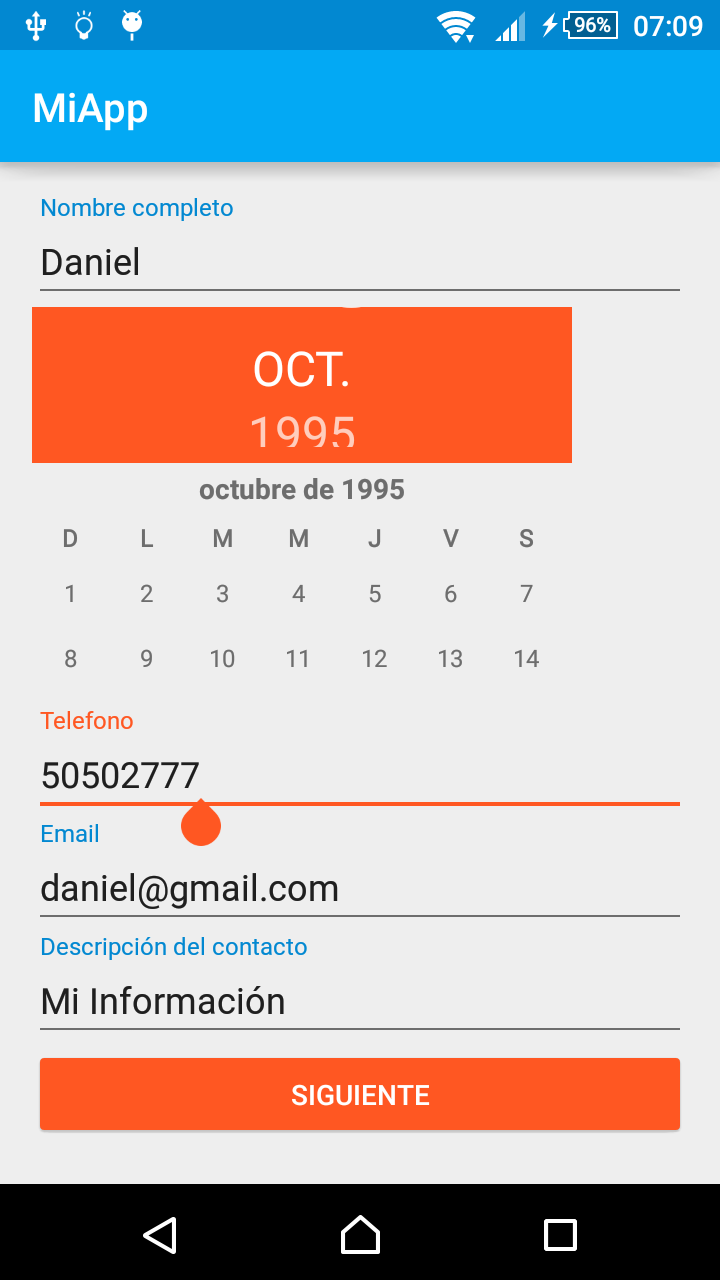 96% 07:09
MiApp
Nombre completo
Daniel
OCT.
1995
octubre de 1995
D L M M J V S
1 2 3 4 5 6 7
8 9 10 11 12 13 14
Telefono
50502777
Email
daniel@gmail.com
Descripción del contacto
Mi Información
SIGUIENTE